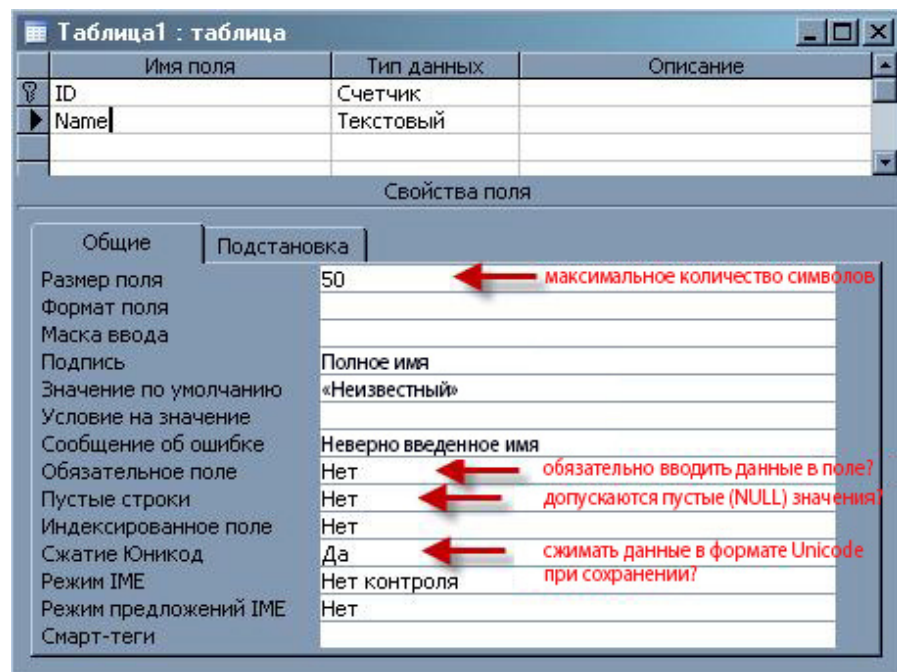 Таблица1 : таблица
Имя поля Тип данных Описание
ID Счетчик
Name Текстовый
Свойства поля
Общие Подстановка
Размер поля 50 максимальное количество символов
Формат поля
Маска ввода
Подпись Полное имя
Значение по умолчанию «Неизвестный»
Условие на значение
Сообщение об ошибке Неверно введенное имя
Обязательное поле Нет обязательно вводить данные в поле?
Пустые строки Нет допускаются пустые (NULL) значения?
Индексированное поле Нет
Сжатие Юникод Да сжимать данные в формате Unicode
при сохранении?
Режим IME Нет контроля
Режим предложений IME Нет
Смарт-теги